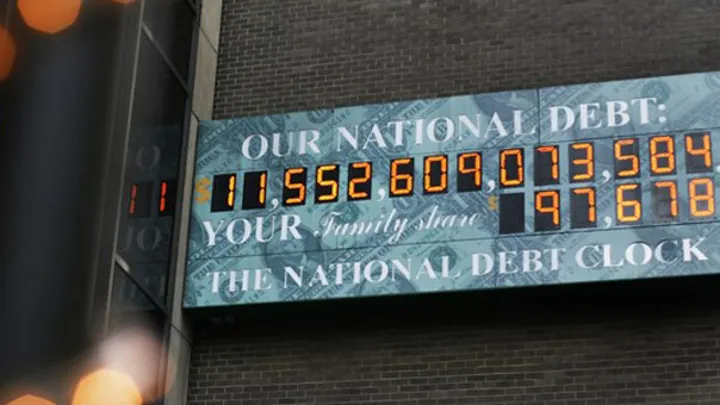 OUR NATIONAL DEBT:
$11,552,609,073,584
YOUR Family share $97,678
THE NATIONAL DEBT CLOCK